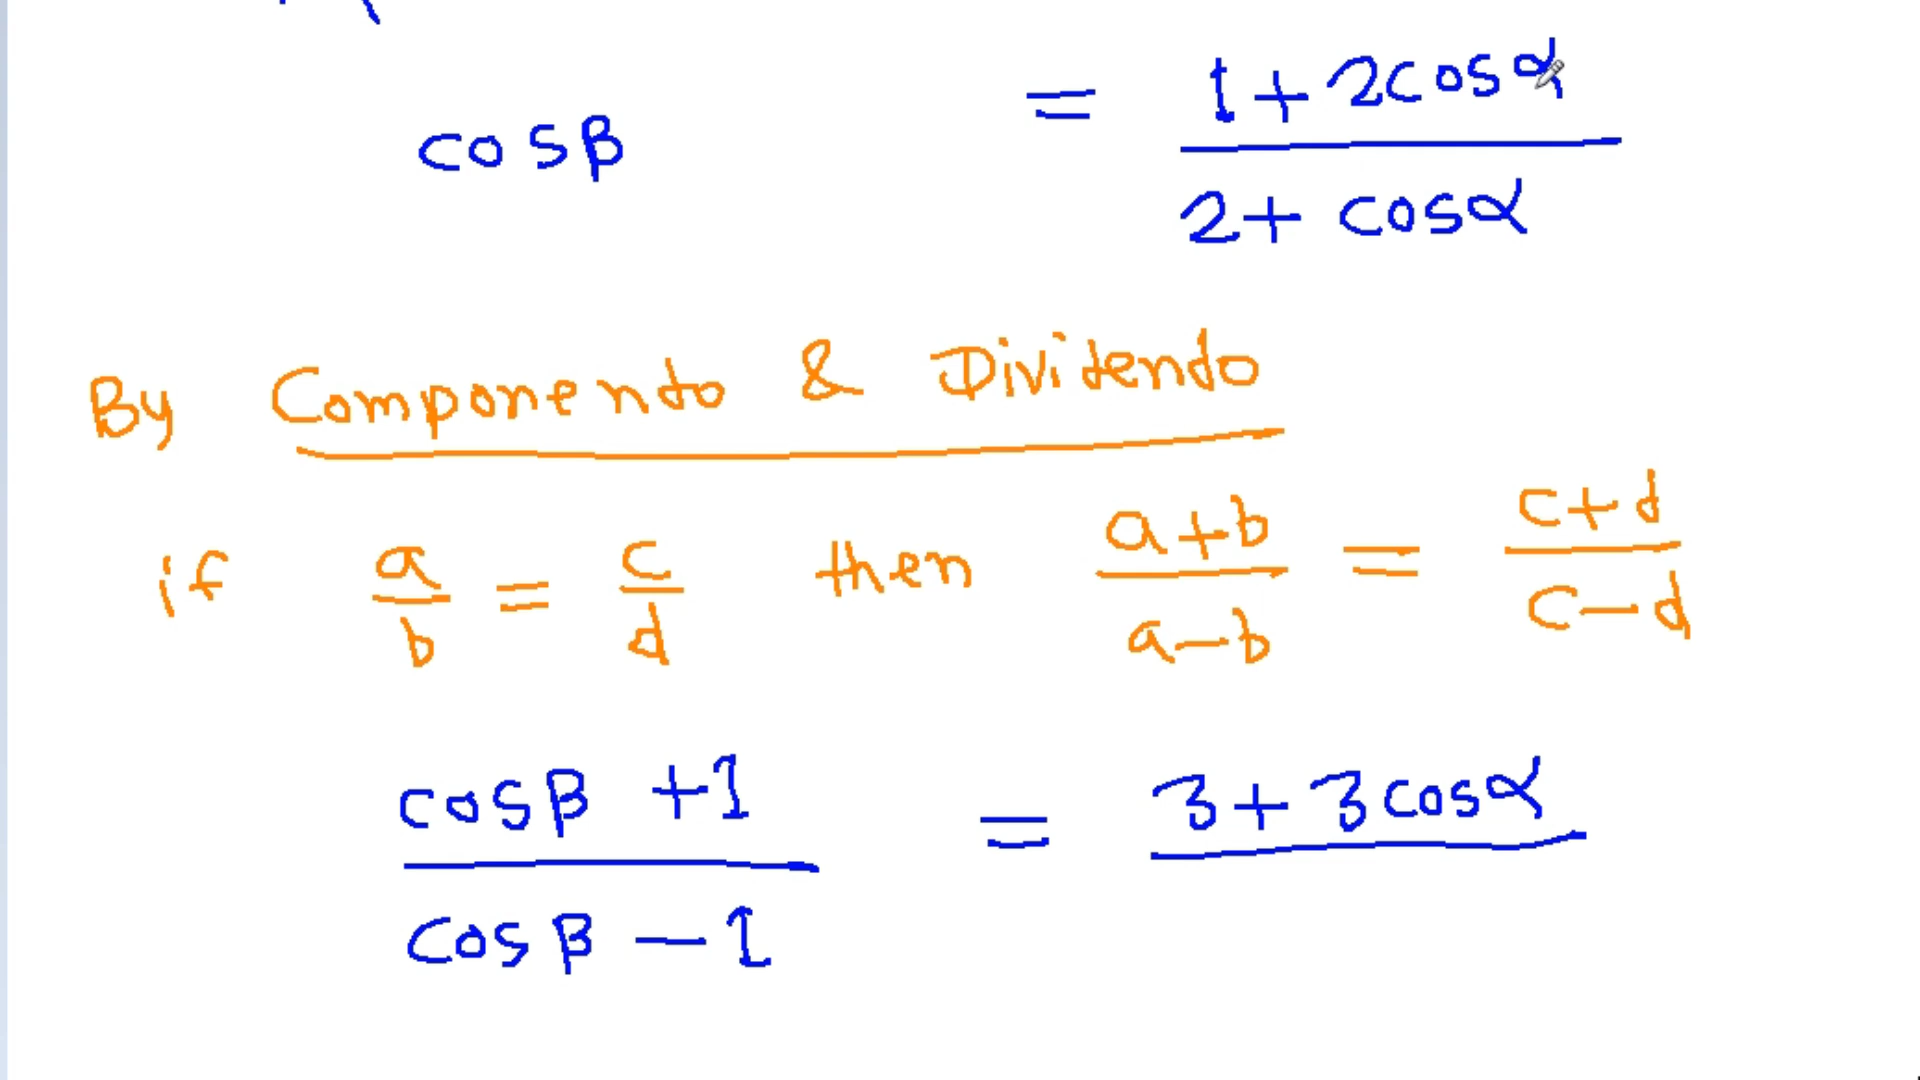 cosβ = 1+2cosα / 2+cosα
By Componendo & Dividendo
if a/b = c/d then a+b/a-b = c+d/c-d
cosβ+1 / cosβ-1 = 3+3cosα /